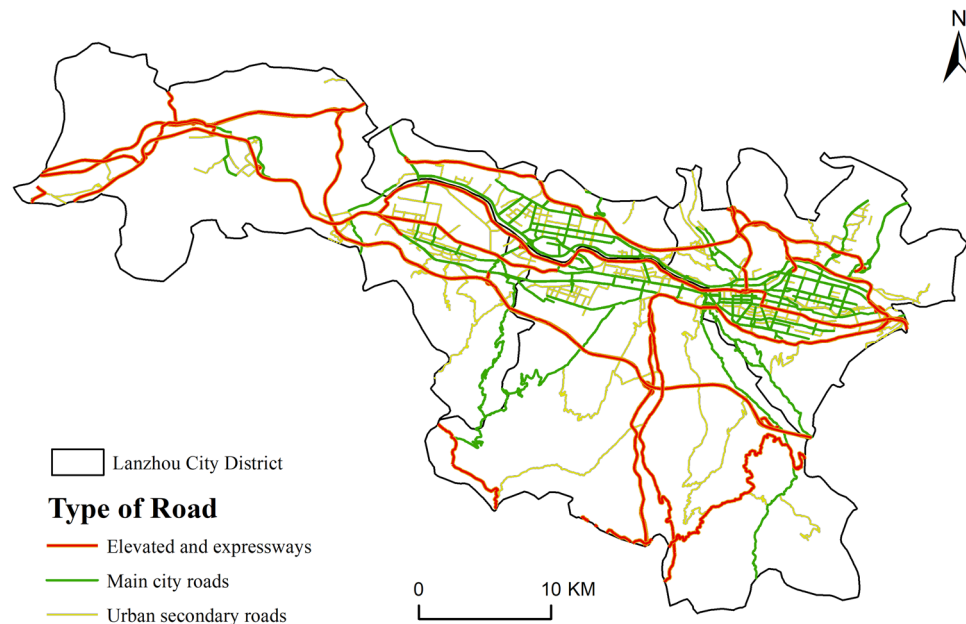 N
Lanzhou City District
Type of Road
Elevated and expressways
Main city roads
Urban secondary roads
0 10 KM